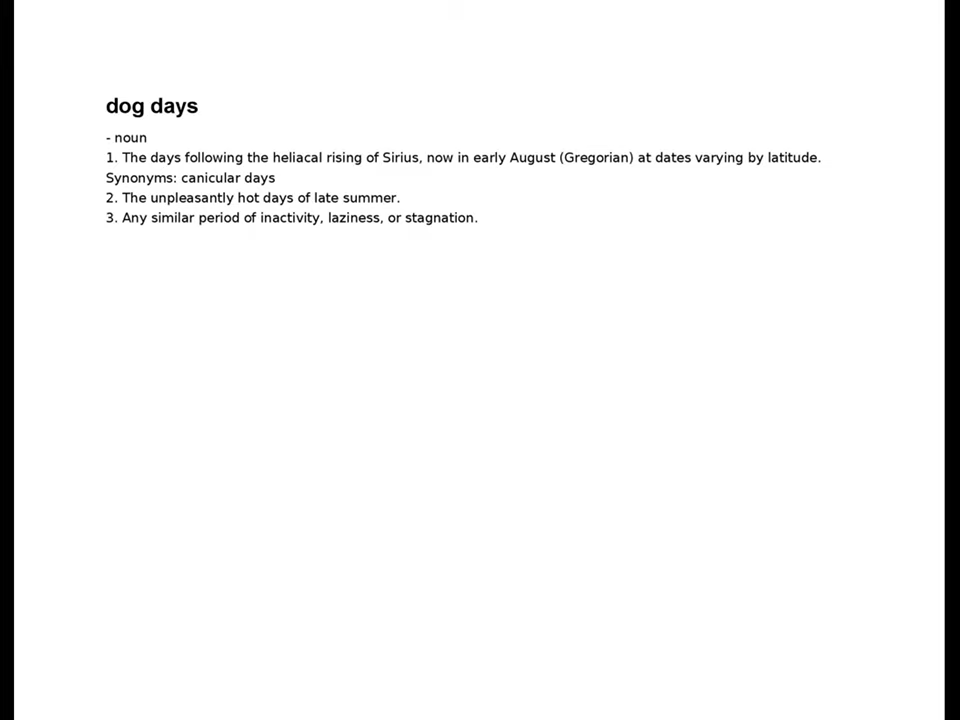 dog days
- noun
1. The days following the heliacal rising of Sirius, now in early August (Gregorian) at dates varying by latitude.
Synonyms: canicular days
2. The unpleasantly hot days of late summer.
3. Any similar period of inactivity, laziness, or stagnation.